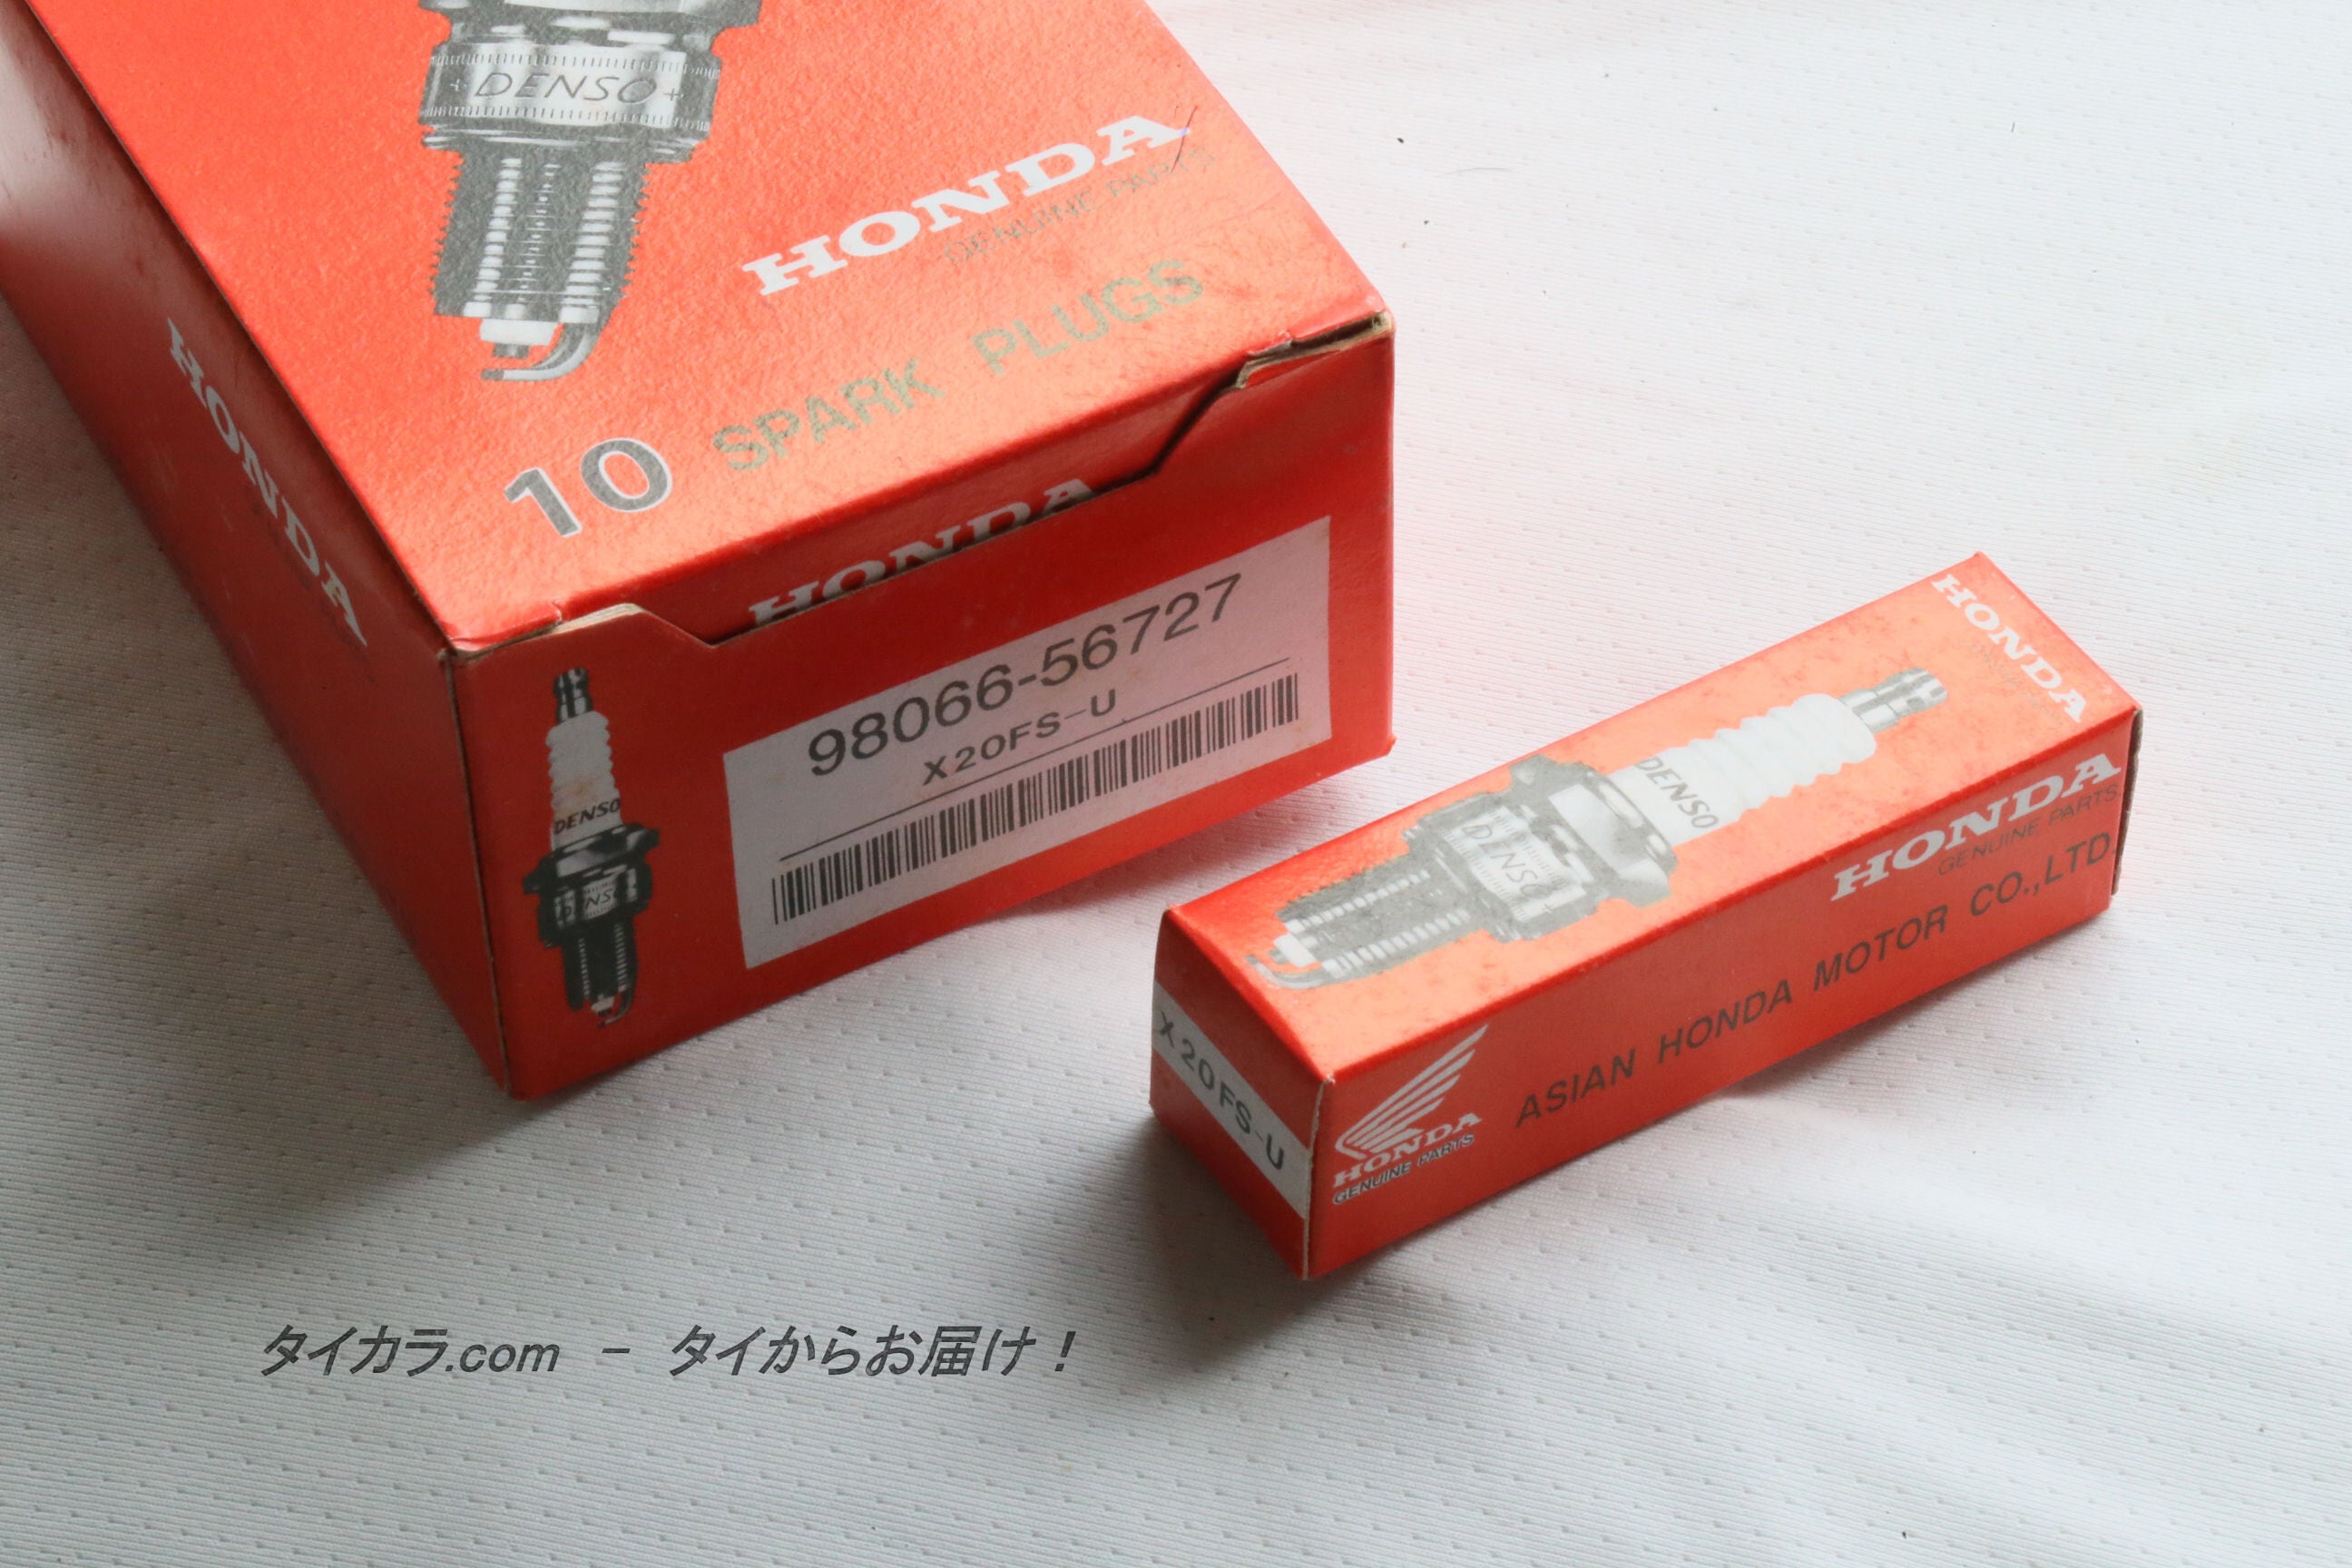 DENSO
HONDA
GENUINE PARTS
10 SPARK PLUGS
HONDA
HONDA
98066-56727
X20FS-U
DENSO
DENSO
HONDA
DENSO
DENSO
HONDA
GENUINE PARTS
ASIAN HONDA MOTOR CO.,LTD.
X20FS-U
HONDA
GENUINE PARTS
タイカラ.com － タイからお届け！